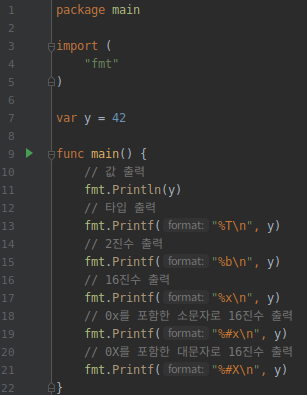 1 package main
2
3 import (
4 "fmt"
5 )
6
7 var y = 42
8
9 func main() {
10 // 값 출력
11 fmt.Println(y)
12 // 타입 출력
13 fmt.Printf( format: "%T\n", y)
14 // 2진수 출력
15 fmt.Printf( format: "%b\n", y)
16 // 16진수 출력
17 fmt.Printf( format: "%x\n", y)
18 // 0x를 포함한 소문자로 16진수 출력
19 fmt.Printf( format: "%#x\n", y)
20 // 0X를 포함한 대문자로 16진수 출력
21 fmt.Printf( format: "%#X\n", y)
22 }